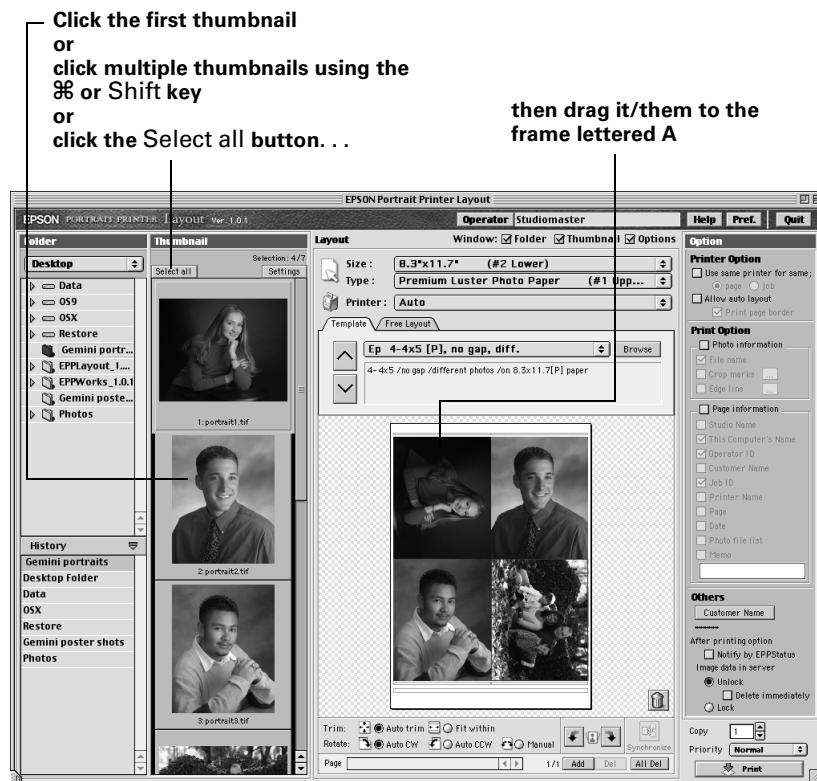 Click the first thumbnail
or
click multiple thumbnails using the
⌘ or Shift key
or
click the Select all button. . .
then drag it/them to the
frame lettered A
EPSON Portrait Printer Layout
EPSON PORTRAIT PRINTER Layout Ver. 1.0.1
Operator Studiomaster
Help Pref. Quit
Folder
Desktop
Data
OS9
OSX
Restore
Gemini portr...
EPPLayout_1....
EPPWorks_1.0.1
Gemini poste...
Photos
History
Gemini portraits
Desktop Folder
Data
OSX
Restore
Gemini poster shots
Photos
Thumbnail
Selection: 4/7
Select all Settings
1:portrait1.tif
2:portrait2.tif
3:portrait3.tif
Layout Window: Folder Thumbnail Options
Size : 8.3"x11.7" (#2 Lower)
Type : Premium Luster Photo Paper (#1 Upp...
Printer : Auto
Template Free Layout
Ep 4-4x5 [P], no gap, diff. Browse
4-4x5 /no gap /different photos /on 8.3x11.7[P] paper
Trim: Auto trim Fit within
Rotate: Auto CW Auto CCW Manual
Synchronize
Page 1/1 Add Del All Del
Option
Printer Option
Use same printer for same;
page job
Allow auto layout
Print page border
Print Option
Photo information
File name
Crop marks ...
Edge line ...
Page information
Studio Name
This Computer's Name
Operator ID
Customer Name
Job ID
Printer Name
Page
Date
Photo file list
Memo
Others
Customer Name
After printing option
Notify by EPPStatus
Image data in server
Unlock
Delete immediately
Lock
Copy 1
Priority Normal
Print